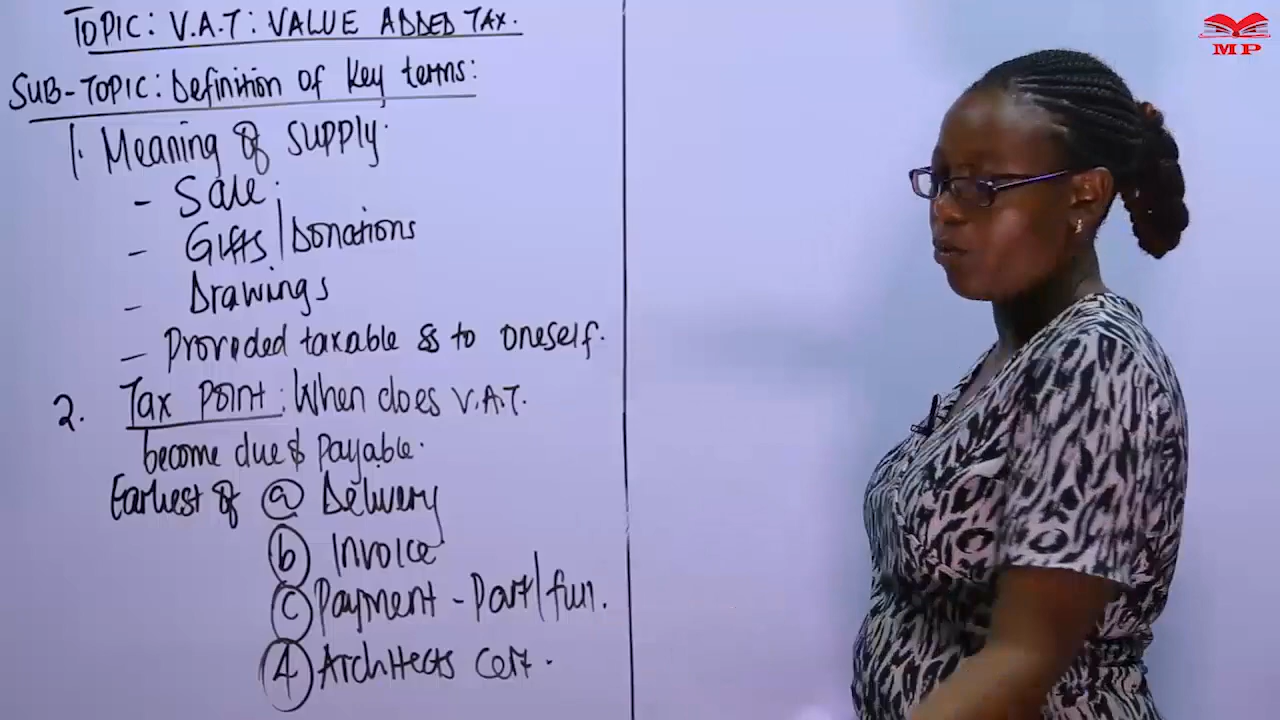 TOPIC: V.A.T: VALUE ADDED TAX.
SUB-TOPIC: Definition of Key terms:
1. Meaning of supply.
- Sale:
- Gifts/Donations
- Drawings
- Provided taxable ss to oneself.
2. Tax Point: When does V.A.T.
become due & payable.
Earliest of (a) Delivery
(b) Invoice
(c) Payment - Part/full.
(4) Architects cert.
MP